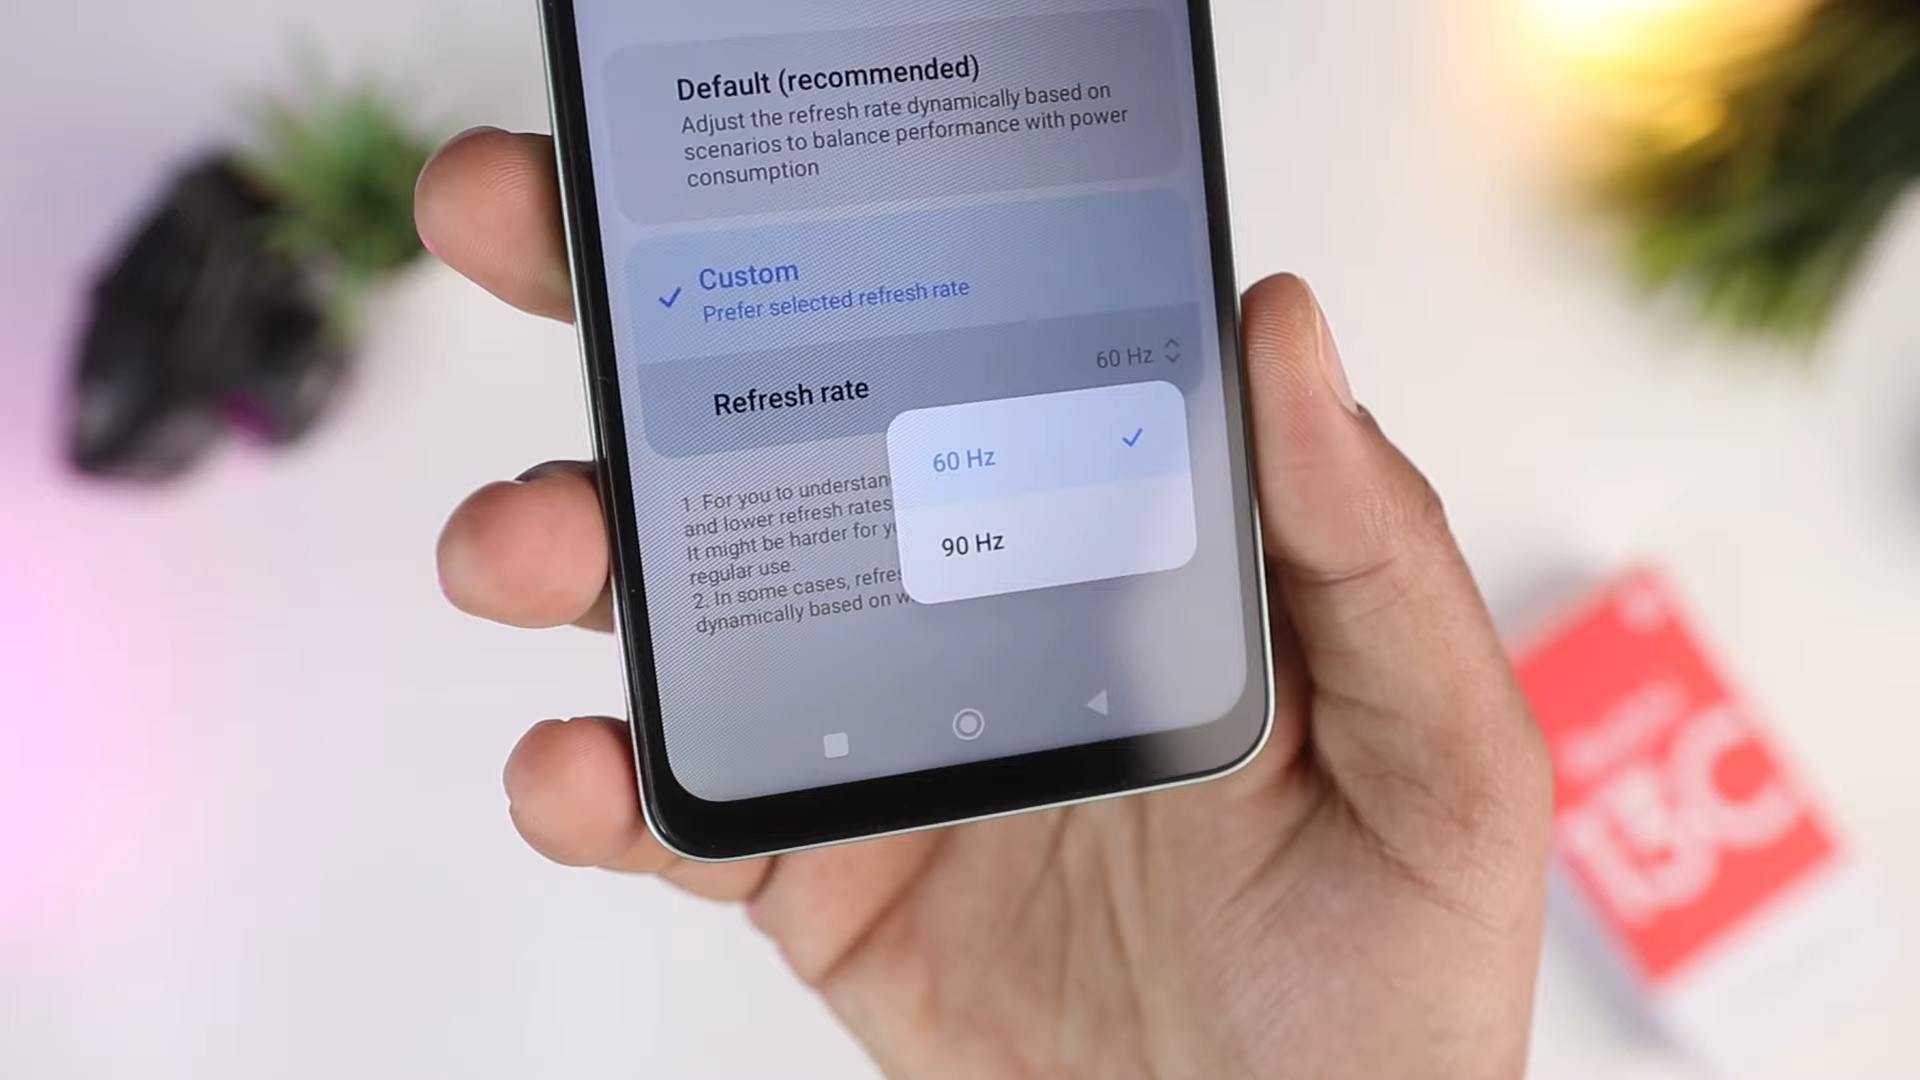 Default (recommended)
Adjust the refresh rate dynamically based on
scenarios to balance performance with power
consumption
Custom
Prefer selected refresh rate
60 Hz
Refresh rate
60 Hz
90 Hz
1. For you to understan
and lower refresh rates
It might be harder for y
regular use.
2. In some cases, refres
dynamically based on w
13C